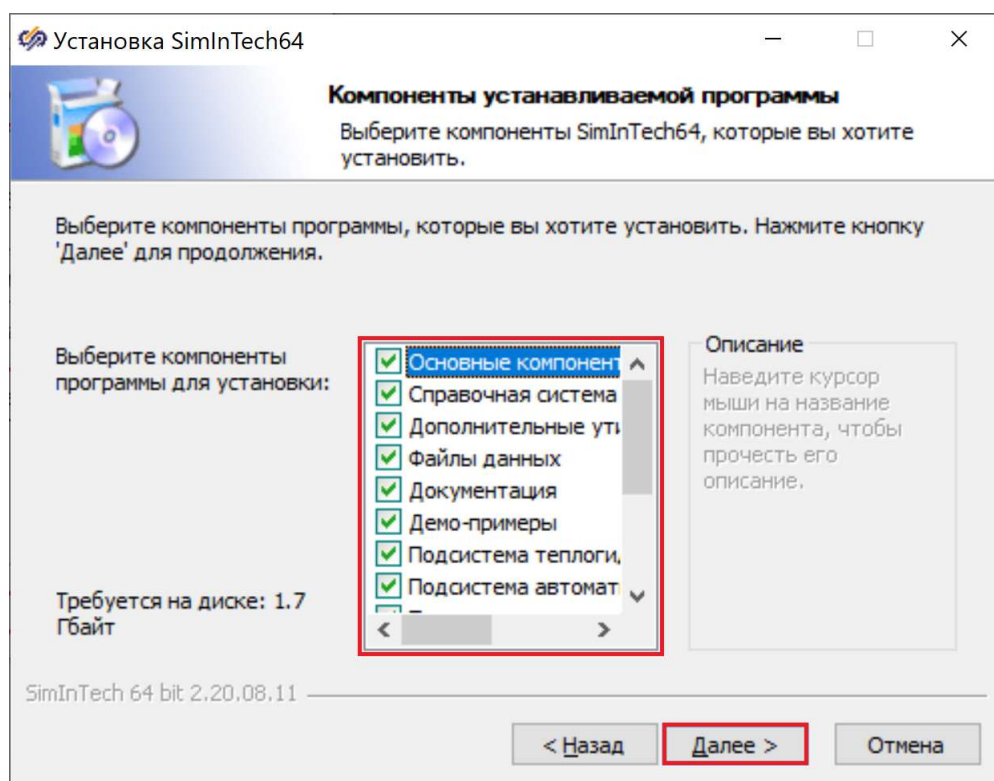 Установка SimInTech64
Компоненты устанавливаемой программы
Выберите компоненты SimInTech64, которые вы хотите
установить.
Выберите компоненты программы, которые вы хотите установить. Нажмите кнопку
'Далее' для продолжения.
Выберите компоненты
программы для установки:
Основные компонент
Справочная система
Дополнительные ути
Файлы данных
Документация
Демо-примеры
Подсистема теплоги,
Подсистема автомат
Описание
Наведите курсор
мыши на название
компонента, чтобы
прочесть его
описание.
Требуется на диске: 1.7
Гбайт
SimInTech 64 bit 2.20.08.11
< Назад
Далее >
Отмена